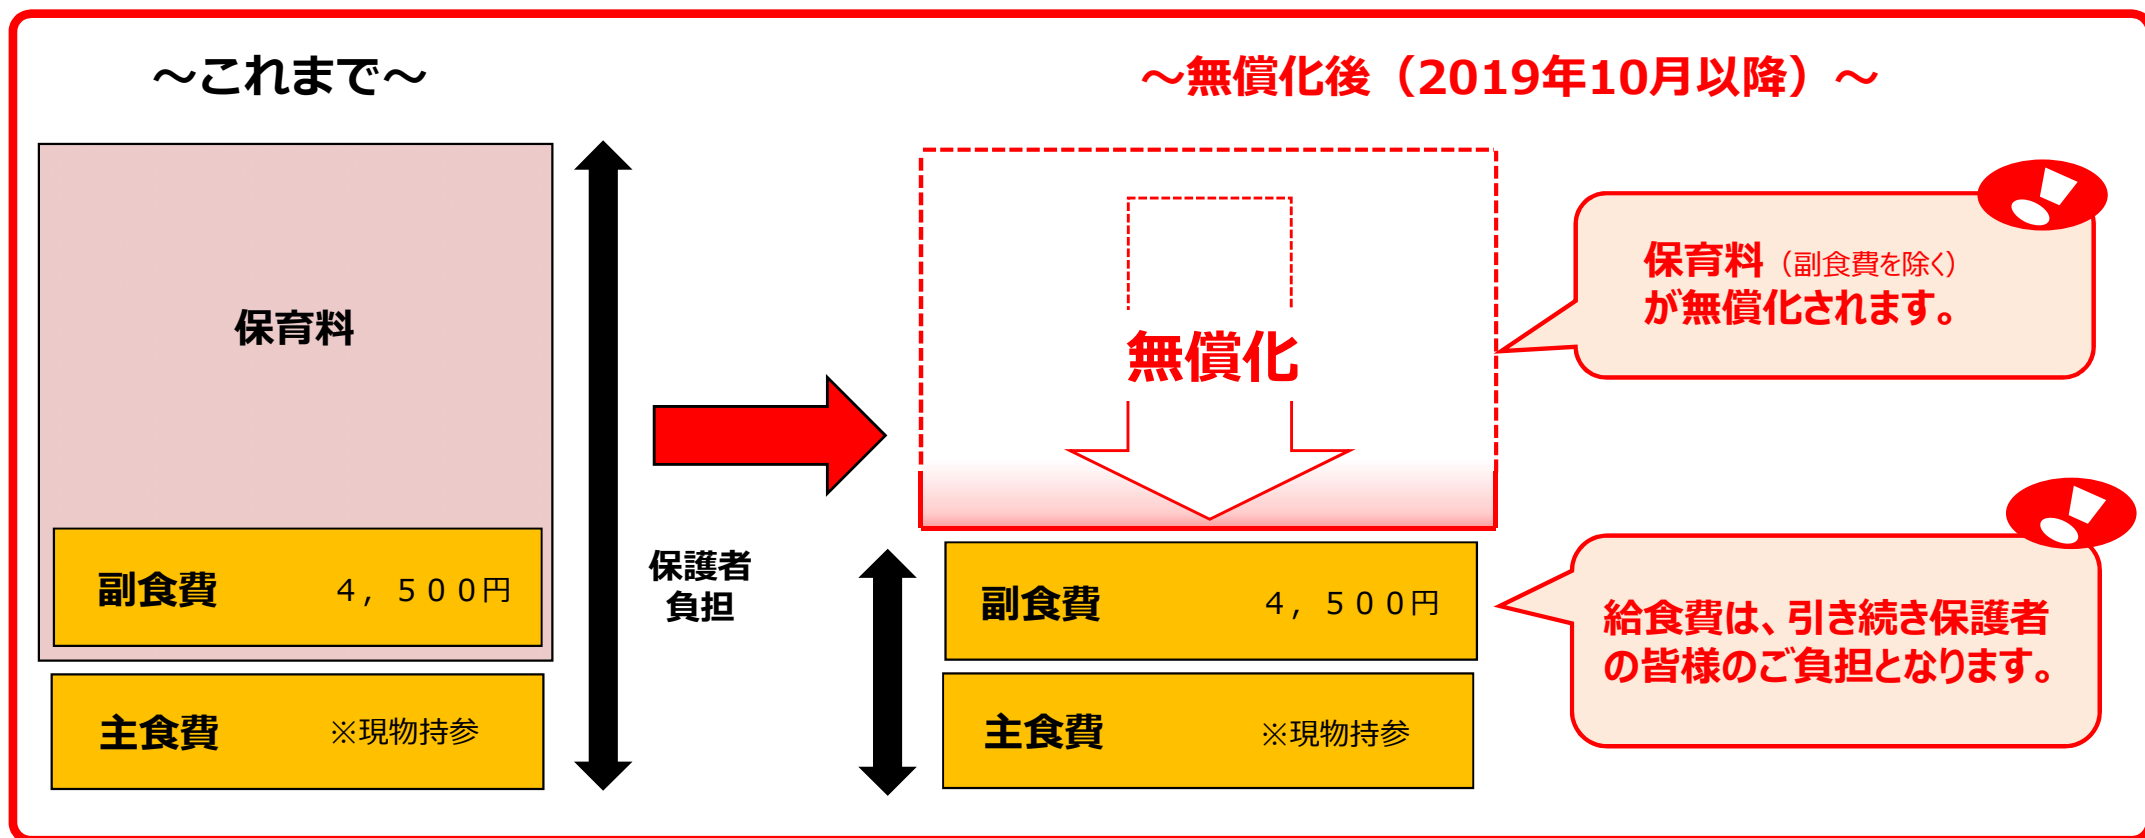 ～これまで～
保育料
副食費 ４，５００円
主食費 ※現物持参
保護者
負担
～無償化後（2019年10月以降）～
無償化
副食費 ４，５００円
主食費 ※現物持参
保育料（副食費を除く）
が無償化されます。
給食費は、引き続き保護者
の皆様のご負担となります。